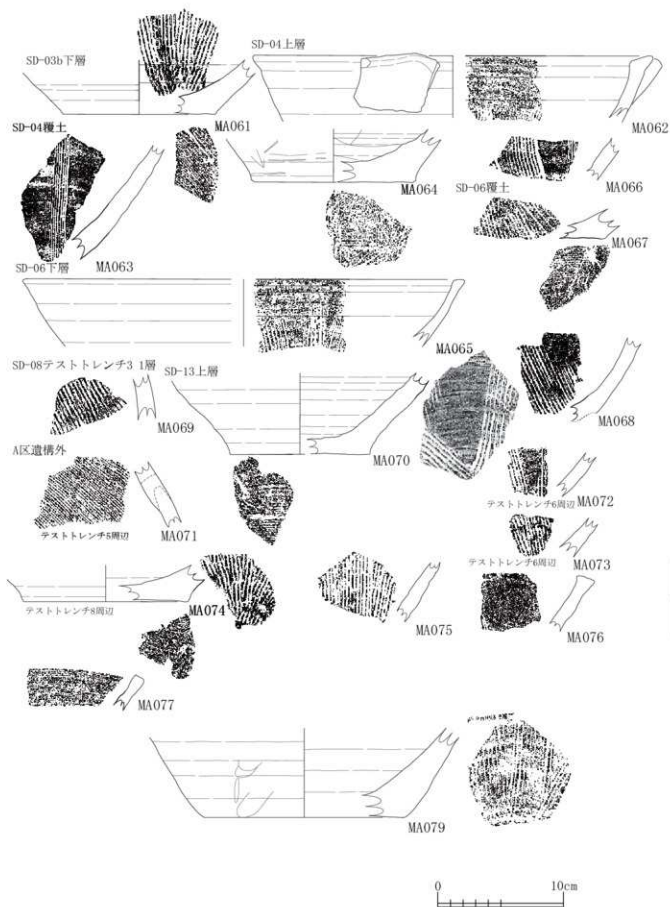 SD-03b下層
MA061
SD-04上層
MA062
SD-04覆土
MA063
MA064
MA066
SD-06覆土
MA067
SD-06下層
MA065
MA068
SD-08テストトレンチ3 1層
MA069
SD-13上層
MA070
A区遺構外
MA071
テストトレンチ5周辺
MA072
テストトレンチ6周辺
MA073
テストトレンチ6周辺
MA074
テストトレンチ8周辺
MA075
MA076
MA077
MA079
0 10cm